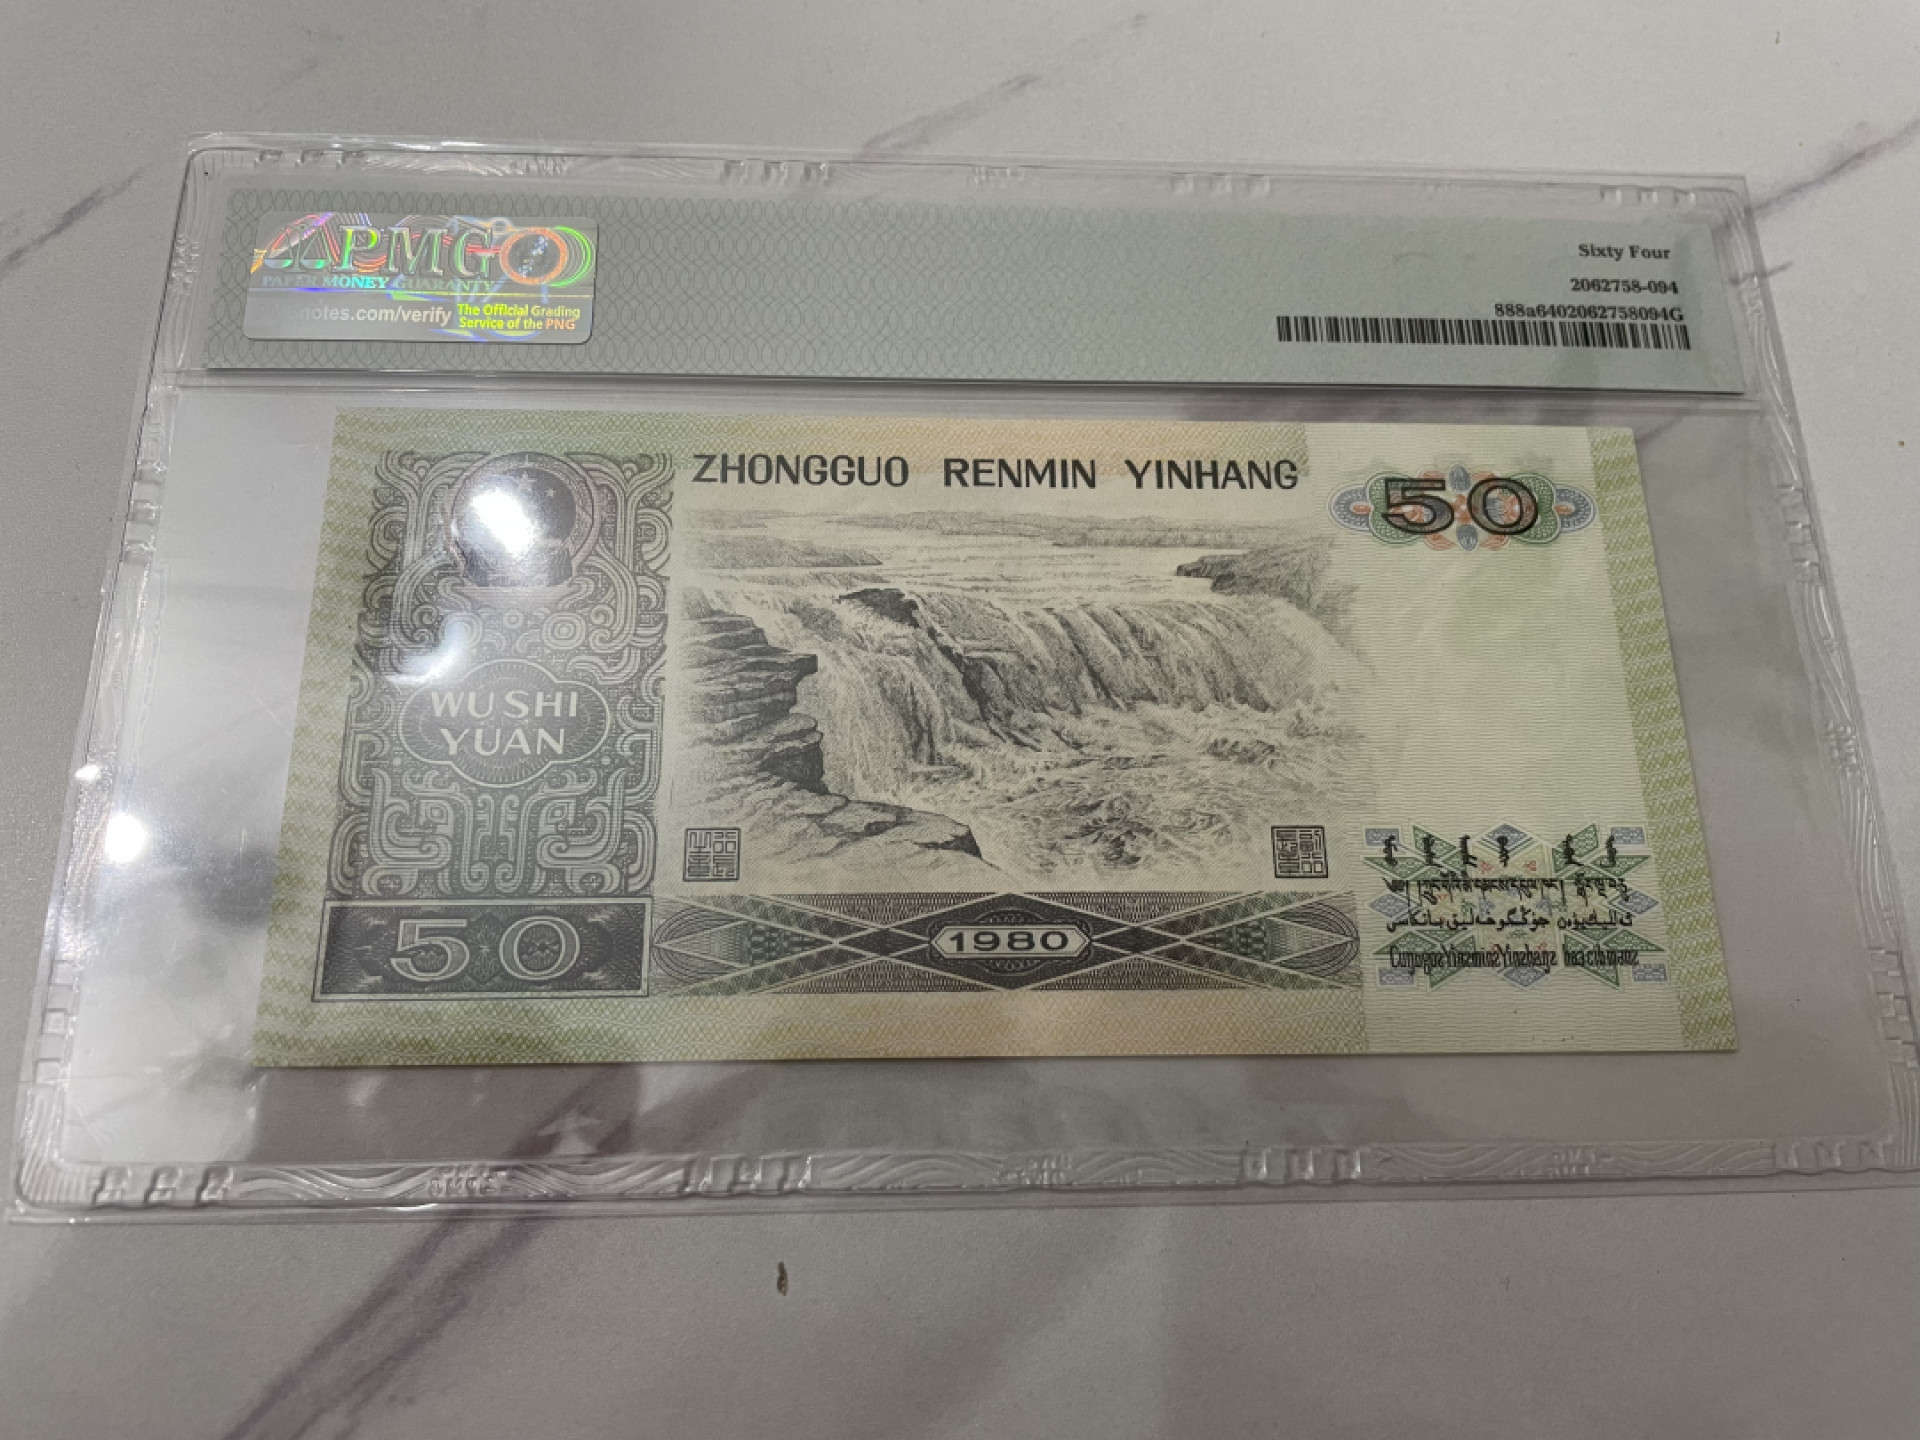 PMG
PAPER MONEY GUARANTY
notes.com/verify
The Official Grading
Service of the PNG
Sixty Four
2062758-094
888a6402062758094G
ZHONGGUO RENMIN YINHANG
50
WU SHI
YUAN
50
1980